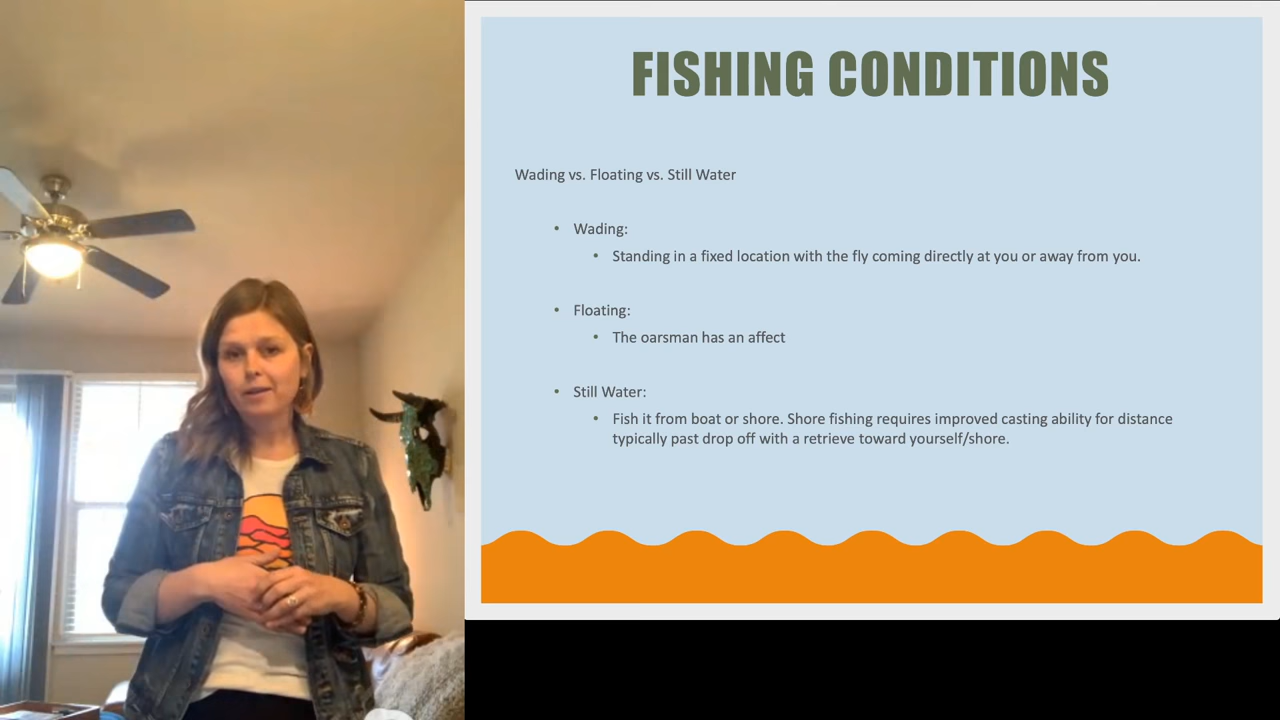 FISHING CONDITIONS
Wading vs. Floating vs. Still Water
• Wading:
• Standing in a fixed location with the fly coming directly at you or away from you.
• Floating:
• The oarsman has an affect
• Still Water:
• Fish it from boat or shore. Shore fishing requires improved casting ability for distance
typically past drop off with a retrieve toward yourself/shore.